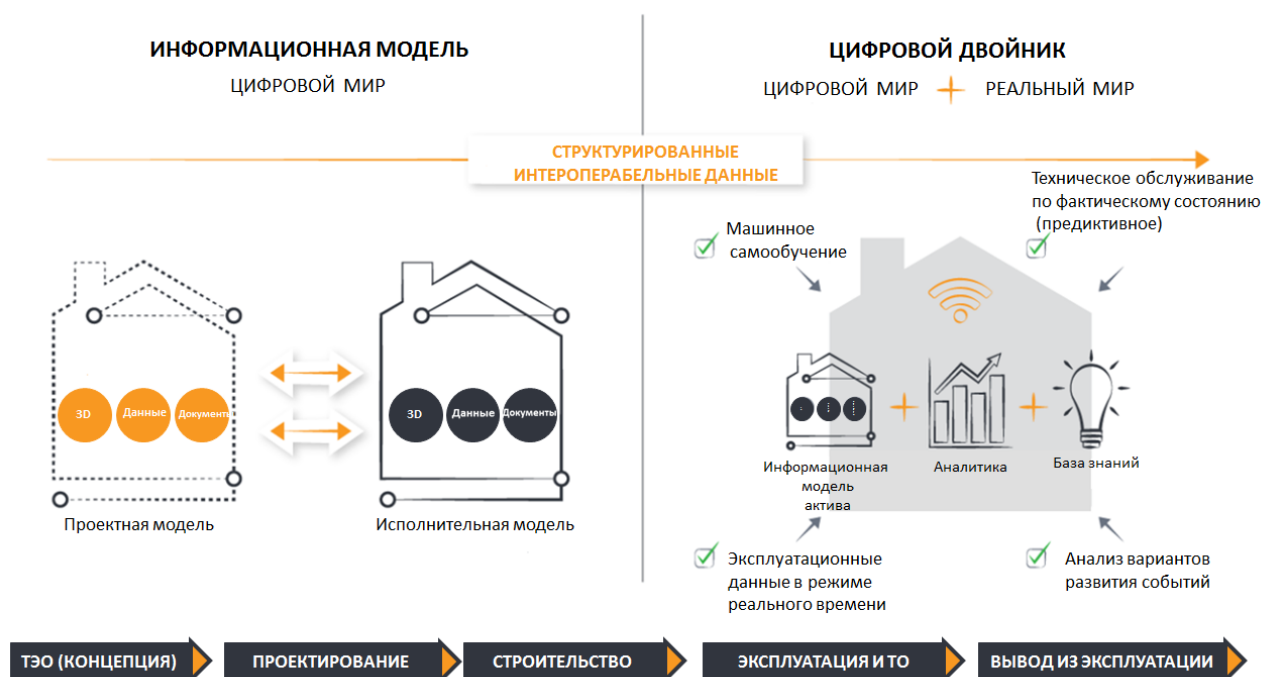 ИНФОРМАЦИОННАЯ МОДЕЛЬ
ЦИФРОВОЙ МИР
ЦИФРОВОЙ ДВОЙНИК
ЦИФРОВОЙ МИР + РЕАЛЬНЫЙ МИР
СТРУКТУРИРОВАННЫЕ
ИНТЕРОПЕРАБЕЛЬНЫЕ ДАННЫЕ
3D
Данные
Документы
Проектная модель
3D
Данные
Документы
Исполнительная модель
Машинное
самообучение
Техническое обслуживание
по фактическому состоянию
(предиктивное)
Информационная
модель
актива
Аналитика
База знаний
Эксплуатационные
данные в режиме
реального времени
Анализ вариантов
развития событий
ТЭО (КОНЦЕПЦИЯ)
ПРОЕКТИРОВАНИЕ
СТРОИТЕЛЬСТВО
ЭКСПЛУАТАЦИЯ И ТО
ВЫВОД ИЗ ЭКСПЛУАТАЦИИ